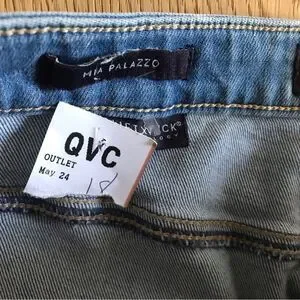 MIA PALAZZO
QVC
OUTLET
May 24
18